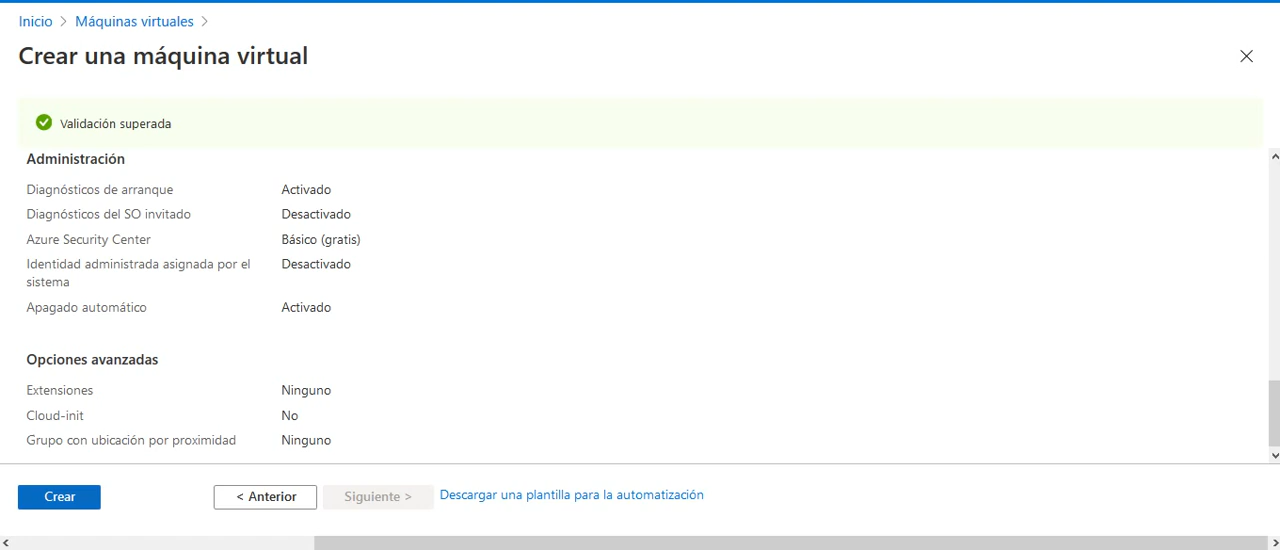 Inicio > Máquinas virtuales >
Crear una máquina virtual
Validación superada
Administración
Diagnósticos de arranque Activado
Diagnósticos del SO invitado Desactivado
Azure Security Center Básico (gratis)
Identidad administrada asignada por el Desactivado
sistema
Apagado automático Activado
Opciones avanzadas
Extensiones Ninguno
Cloud-init No
Grupo con ubicación por proximidad Ninguno
Crear < Anterior Siguiente > Descargar una plantilla para la automatización